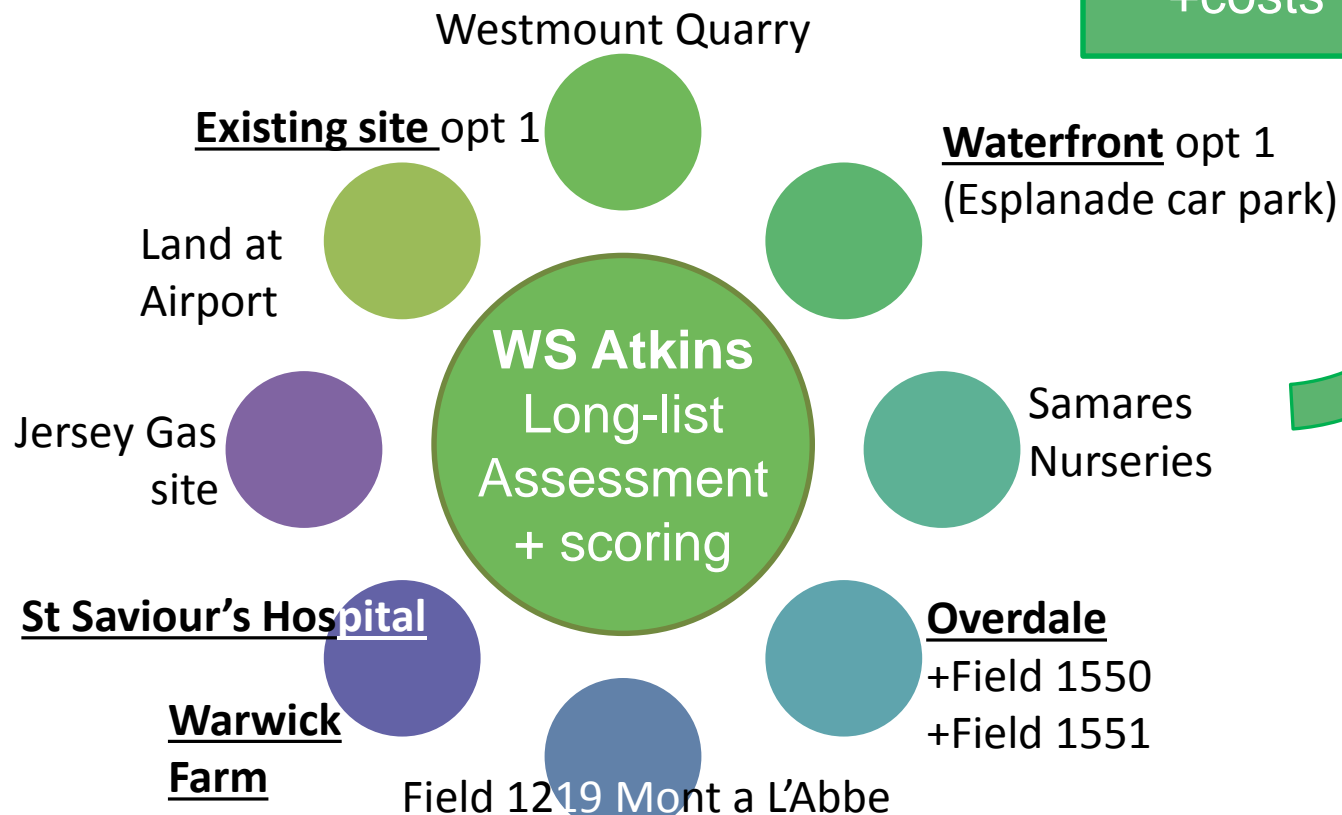 +costs
Westmount Quarry
Existing site opt 1
Waterfront opt 1
(Esplanade car park)
Land at
Airport
WS Atkins
Long-list
Assessment
+ scoring
Samares
Nurseries
Jersey Gas
site
St Saviour's Hospital
Overdale
+Field 1550
+Field 1551
Warwick
Farm
Field 1219 Mont a L'Abbe